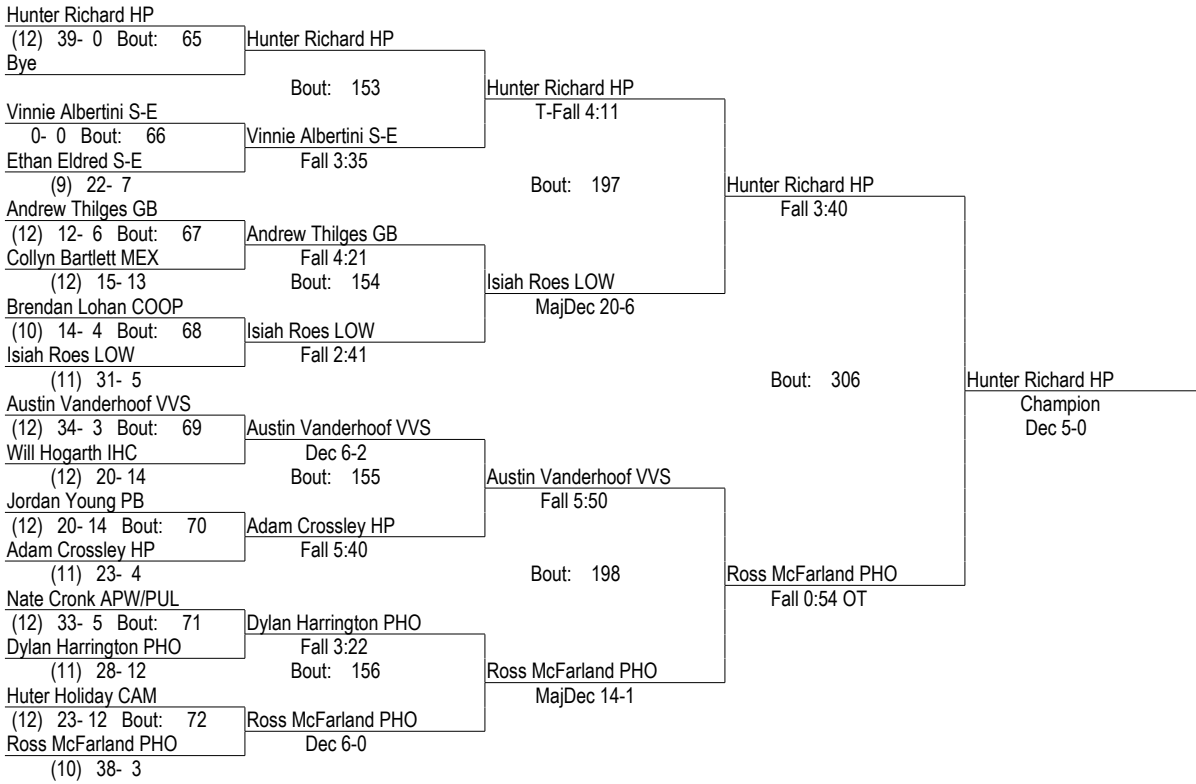 Hunter Richard HP
(12) 39- 0 Bout: 65 Hunter Richard HP
Bye
Bout: 153 Hunter Richard HP
Vinnie Albertini S-E T-Fall 4:11
0- 0 Bout: 66 Vinnie Albertini S-E
Ethan Eldred S-E Fall 3:35
(9) 22- 7 Bout: 197 Hunter Richard HP
Andrew Thilges GB Fall 3:40
(12) 12- 6 Bout: 67 Andrew Thilges GB
Collyn Bartlett MEX Fall 4:21
(12) 15- 13 Bout: 154 Isiah Roes LOW
Brendan Lohan COOP MajDec 20-6
(10) 14- 4 Bout: 68 Isiah Roes LOW
Isiah Roes LOW Fall 2:41
(11) 31- 5 Bout: 306 Hunter Richard HP
Austin Vanderhoof VVS Champion
(12) 34- 3 Bout: 69 Austin Vanderhoof VVS Dec 5-0
Will Hogarth IHC Dec 6-2
(12) 20- 14 Bout: 155 Austin Vanderhoof VVS
Jordan Young PB Fall 5:50
(12) 20- 14 Bout: 70 Adam Crossley HP
Adam Crossley HP Fall 5:40
(11) 23- 4 Bout: 198 Ross McFarland PHO
Nate Cronk APW/PUL Fall 0:54 OT
(12) 33- 5 Bout: 71 Dylan Harrington PHO
Dylan Harrington PHO Fall 3:22
(11) 28- 12 Bout: 156 Ross McFarland PHO
Huter Holiday CAM MajDec 14-1
(12) 23- 12 Bout: 72 Ross McFarland PHO
Ross McFarland PHO Dec 6-0
(10) 38- 3